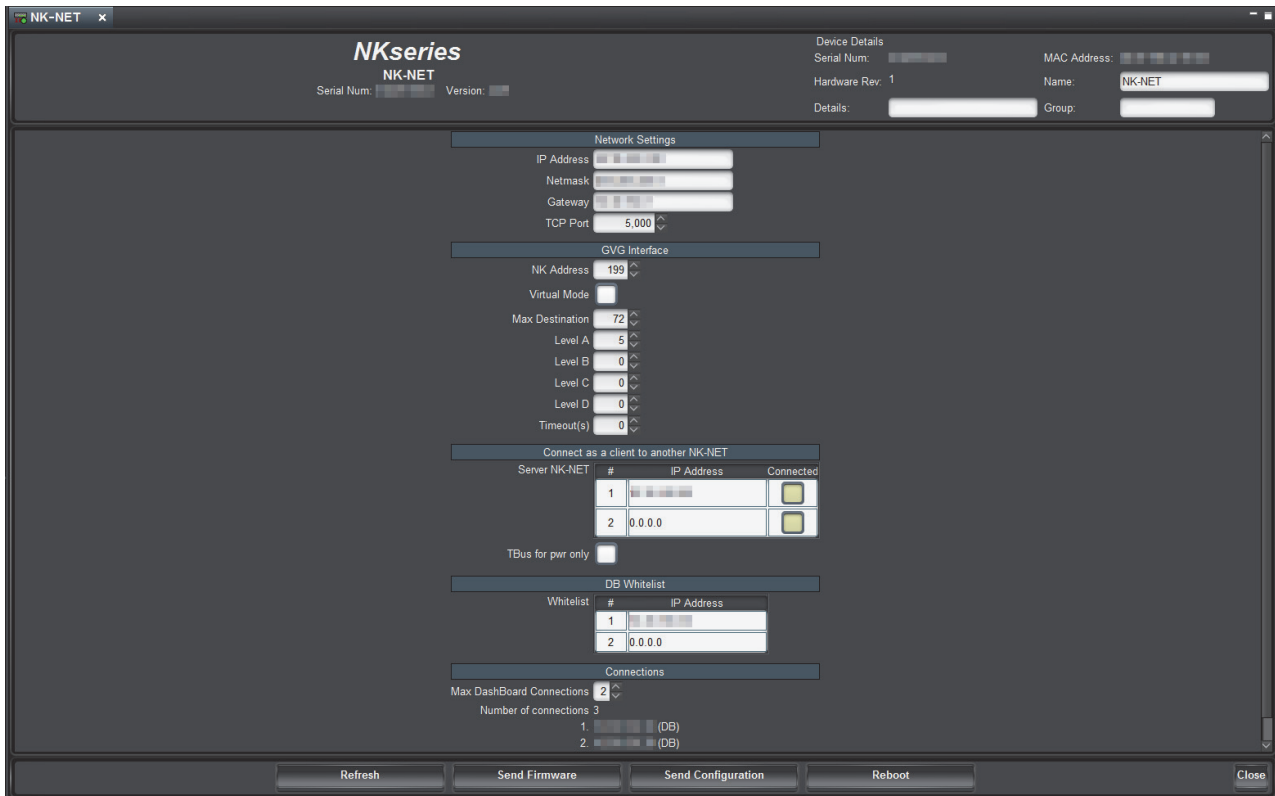 NK-NET ×
NKseries
NK-NET
Serial Num: Version:
Device Details
Serial Num: MAC Address:
Hardware Rev: 1 Name: NK-NET
Details: Group:
Network Settings
IP Address
Netmask
Gateway
TCP Port 5,000
GVG Interface
NK Address 199
Virtual Mode
Max Destination 72
Level A 5
Level B 0
Level C 0
Level D 0
Timeout(s) 0
Connect as a client to another NK-NET
Server NK-NET # IP Address Connected
1
2 0.0.0.0
TBus for pwr only
DB Whitelist
Whitelist # IP Address
1
2 0.0.0.0
Connections
Max DashBoard Connections 2
Number of connections 3
1. (DB)
2. (DB)
Refresh Send Firmware Send Configuration Reboot Close